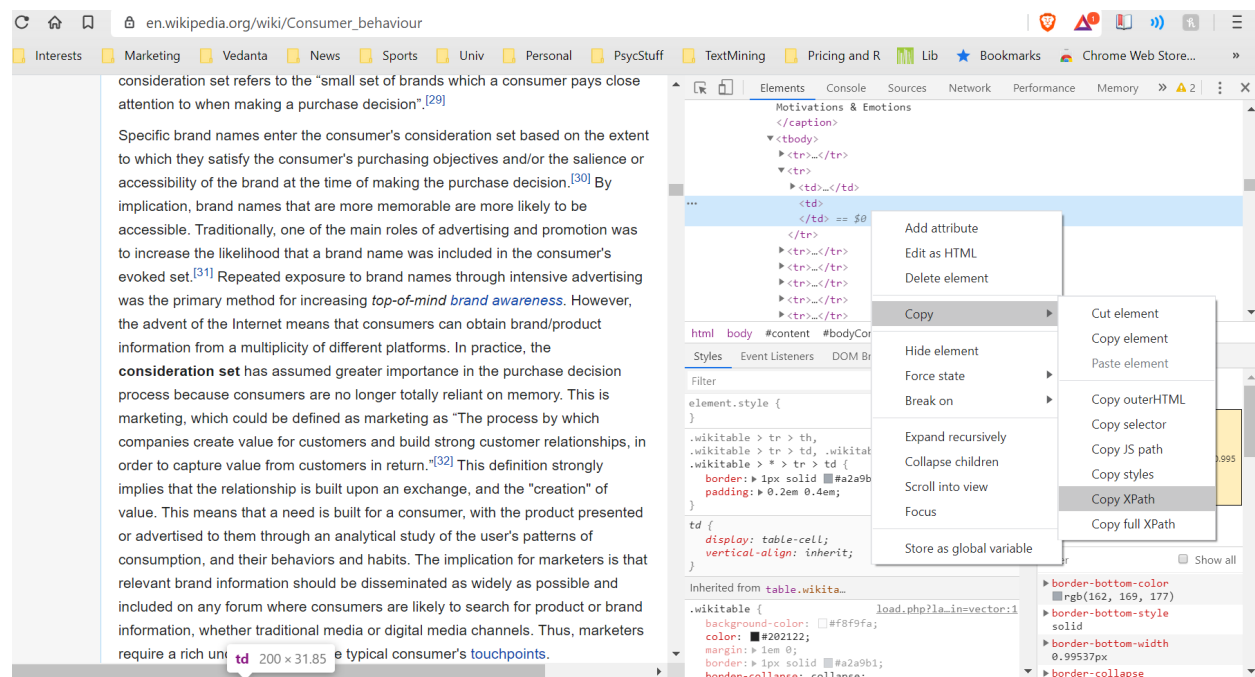 en.wikipedia.org/wiki/Consumer_behaviour
1
Interests Marketing Vedanta News Sports Univ Personal PsycStuff TextMining Pricing and R Lib Bookmarks Chrome Web Store... »
consideration set refers to the “small set of brands which a consumer pays close
attention to when making a purchase decision”.[29]
Specific brand names enter the consumer's consideration set based on the extent
to which they satisfy the consumer's purchasing objectives and/or the salience or
accessibility of the brand at the time of making the purchase decision.[30] By
implication, brand names that are more memorable are more likely to be
accessible. Traditionally, one of the main roles of advertising and promotion was
to increase the likelihood that a brand name was included in the consumer's
evoked set.[31] Repeated exposure to brand names through intensive advertising
was the primary method for increasing top-of-mind brand awareness. However,
the advent of the Internet means that consumers can obtain brand/product
information from a multiplicity of different platforms. In practice, the
consideration set has assumed greater importance in the purchase decision
process because consumers are no longer totally reliant on memory. This is
marketing, which could be defined as marketing as “The process by which
companies create value for customers and build strong customer relationships, in
order to capture value from customers in return."[32] This definition strongly
implies that the relationship is built upon an exchange, and the "creation" of
value. This means that a need is built for a consumer, with the product presented
or advertised to them through an analytical study of the user's patterns of
consumption, and their behaviors and habits. The implication for marketers is that
relevant brand information should be disseminated as widely as possible and
included on any forum where consumers are likely to search for product or brand
information, whether traditional media or digital media channels. Thus, marketers
require a rich un e typical consumer's touchpoints.
td 200 × 31.85
Elements Console Sources Network Performance Memory » 2
Motivations & Emotions
</caption>
<tbody>
<tr>…</tr>
<tr>
<td>…</td>
<td>
</td> == $0
</tr>
<tr>…</tr>
<tr>…</tr>
<tr>…</tr>
<tr>…</tr>
<tr>…</tr>
html body #content #bodyCor
Styles Event Listeners DOM Br
Filter
element.style {
}
.wikitable > tr > th,
.wikitable > tr > td, .wikitab
.wikitable > * > tr > td {
border: 1px solid #a2a9b
padding: 0.2em 0.4em;
}
td {
display: table-cell;
vertical-align: inherit;
}
Inherited from table.wikita…
.wikitable { load.php?la…in=vector:1
background-color: #f8f9fa;
color: #202122;
margin: 1em 0;
border: 1px solid #a2a9b1;
border-collapse: collapse;
Add attribute
Edit as HTML
Delete element
Copy
Hide element
Force state
Break on
Expand recursively
Collapse children
Scroll into view
Focus
Store as global variable
Cut element
Copy element
Paste element
Copy outerHTML
Copy selector
Copy JS path
Copy styles
Copy XPath
Copy full XPath
.995
Show all
border-bottom-color
rgb(162, 169, 177)
border-bottom-style
solid
border-bottom-width
0.99537px
border-collapse